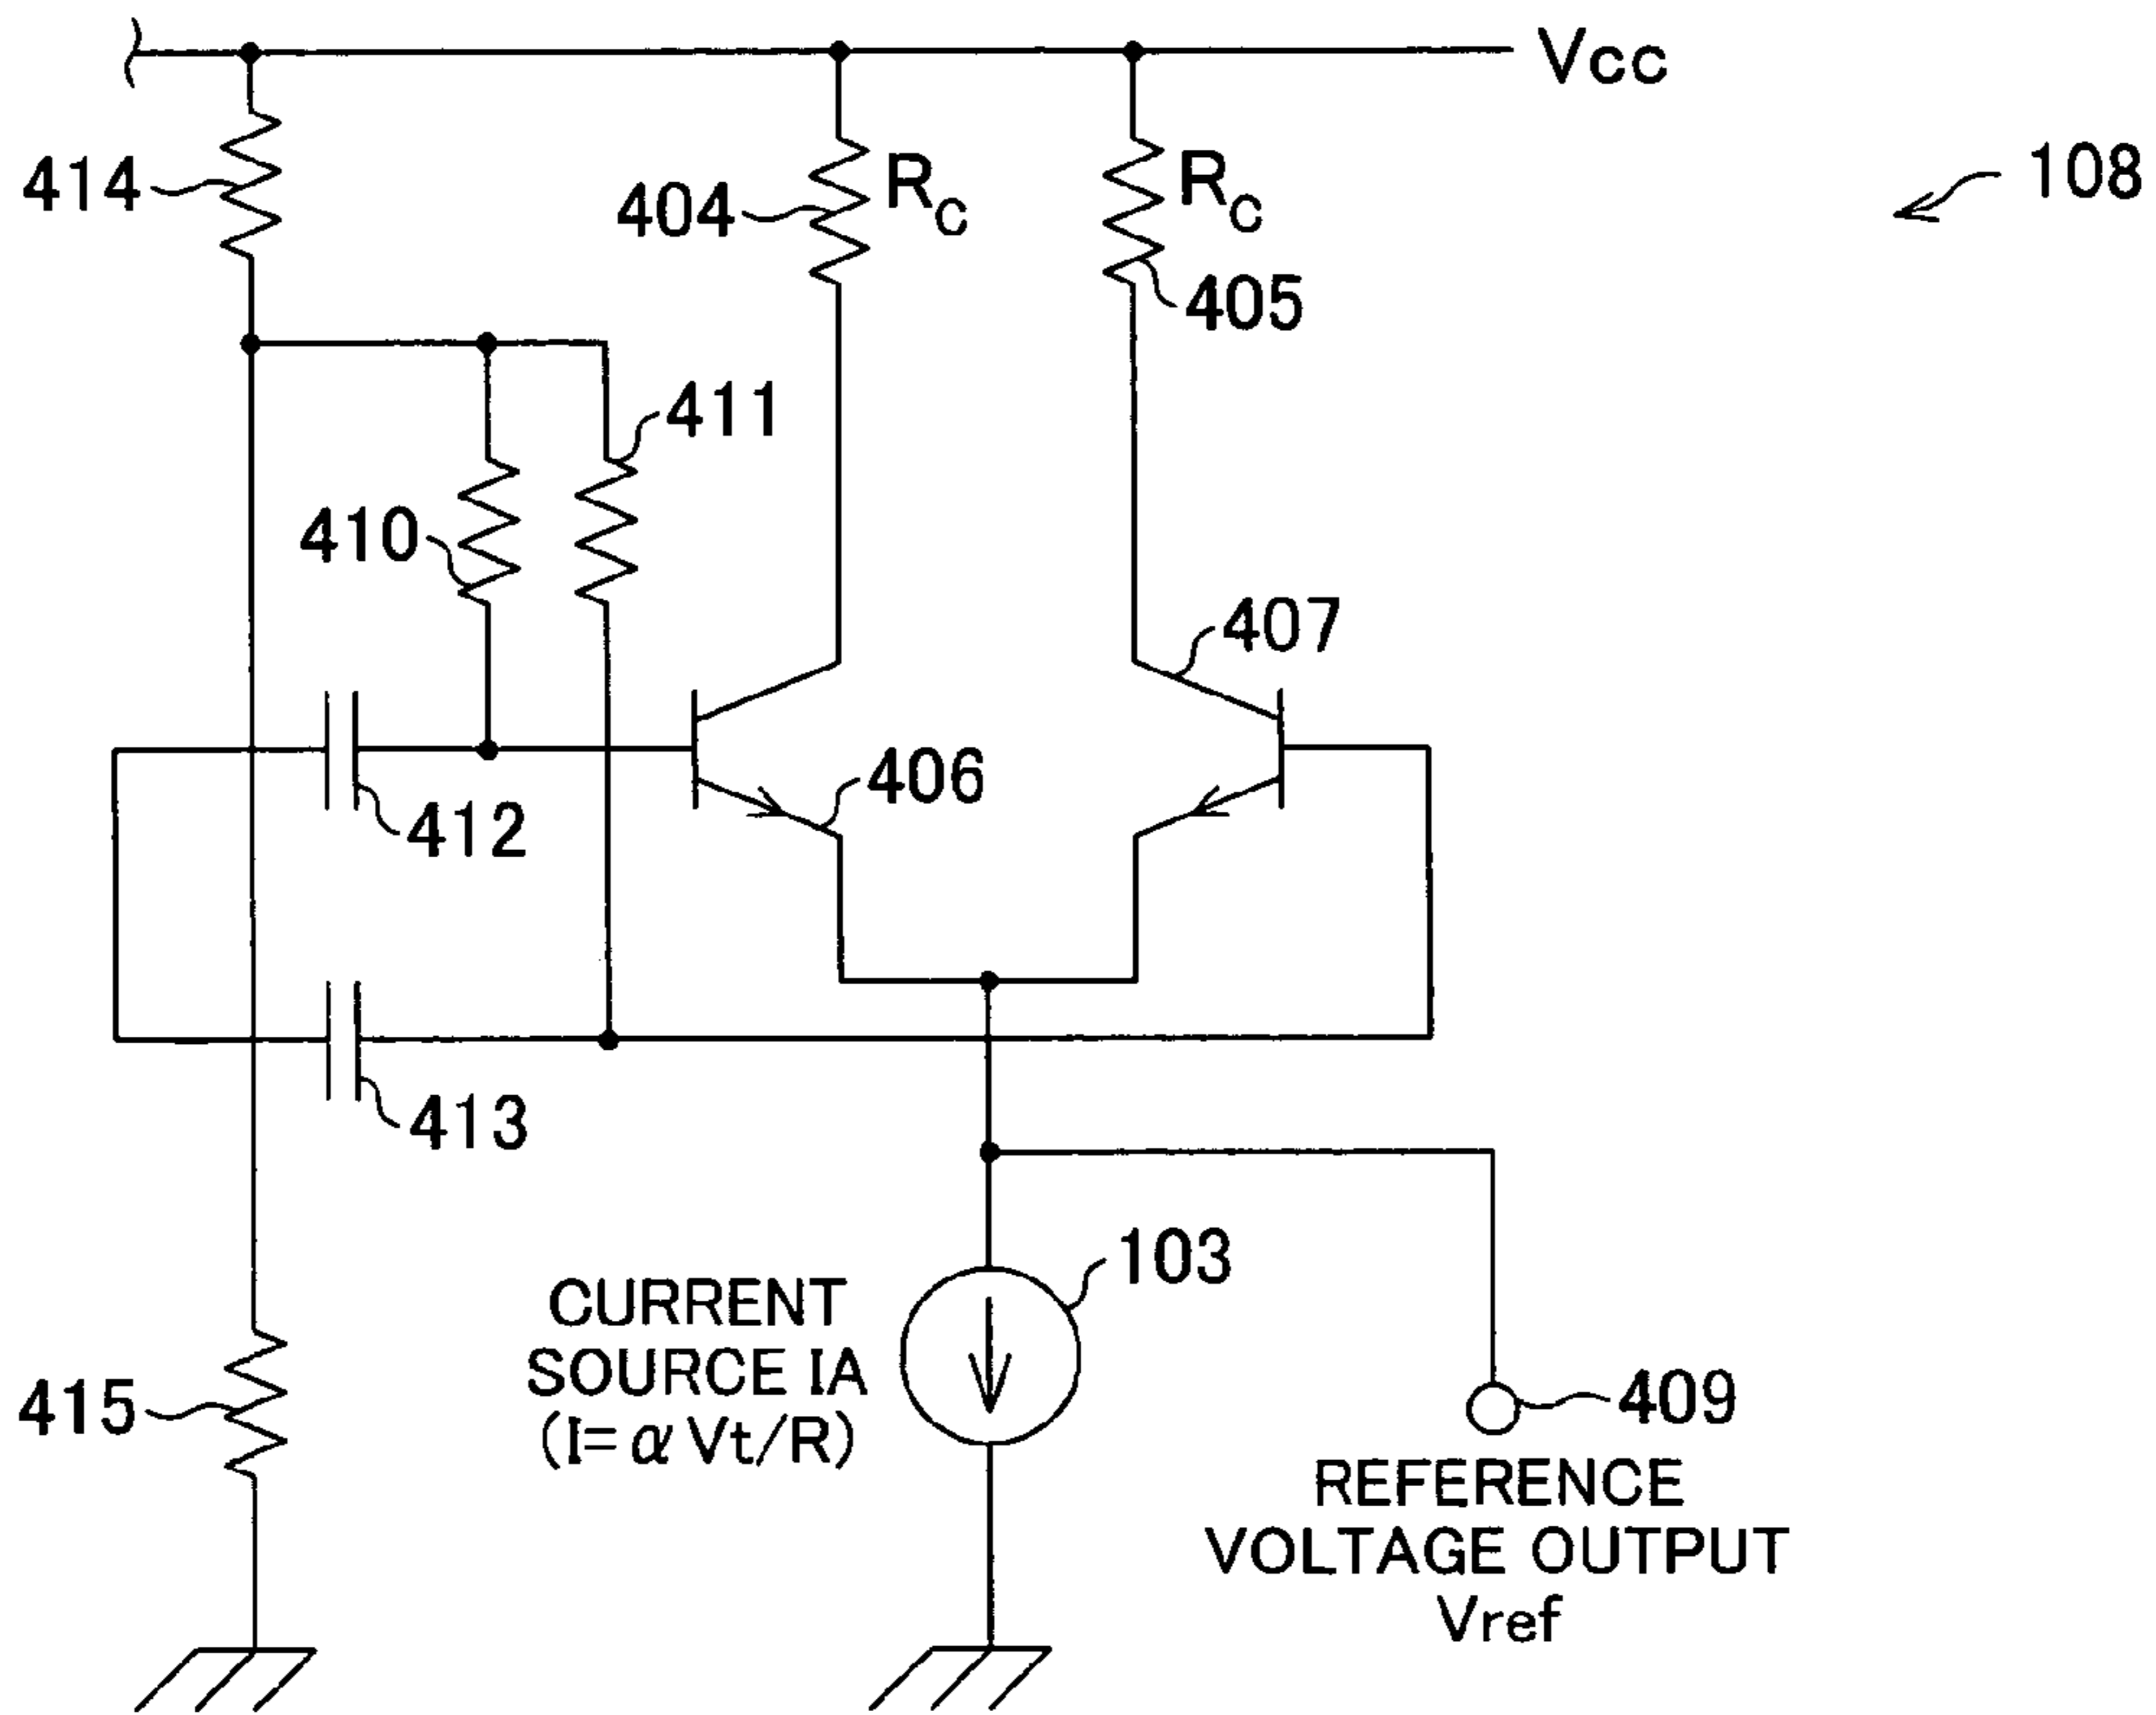 Vcc
108
414
404
RC
RC
405
411
410
407
406
412
413
103
CURRENT
SOURCE IA
(I=α Vt/R)
415
409
REFERENCE
VOLTAGE OUTPUT
Vref